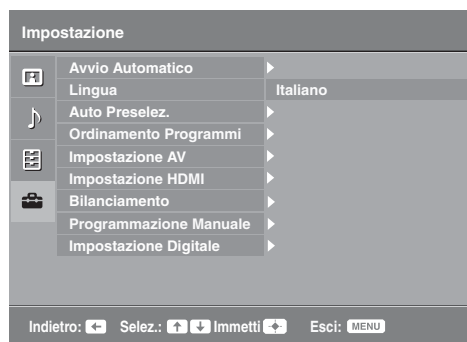 Impostazione
Avvio Automatico
Lingua Italiano
Auto Preselez.
Ordinamento Programmi
Impostazione AV
Impostazione HDMI
Bilanciamento
Programmazione Manuale
Impostazione Digitale
Indietro: Selez.: Immetti Esci: MENU